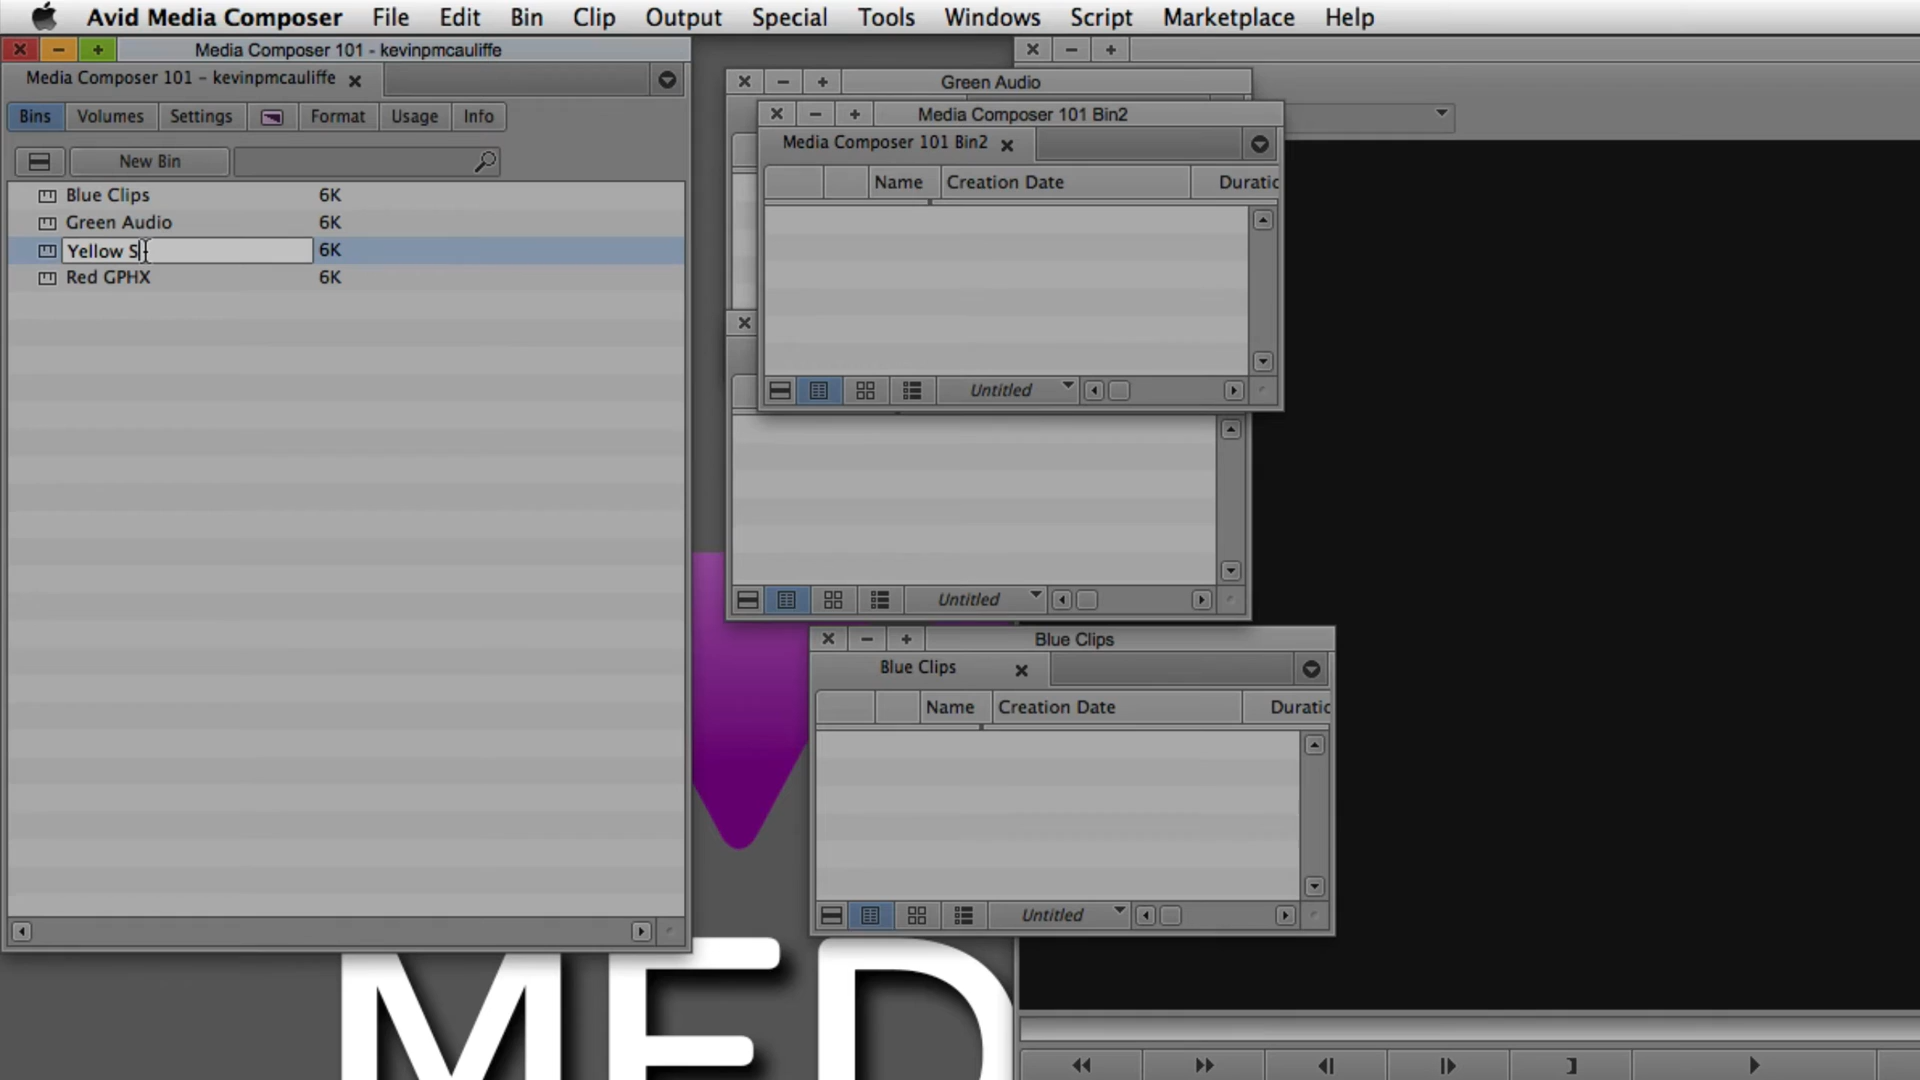 Avid Media Composer File Edit Bin Clip Output Special Tools Windows Script Marketplace Help
Media Composer 101 - kevinpmcauliffe
Media Composer 101 - kevinpmcauliffe
Bins Volumes Settings Format Usage Info
New Bin
Blue Clips 6K
Green Audio 6K
Yellow S 6K
Red GPHX 6K
Green Audio
Media Composer 101 Bin2
Media Composer 101 Bin2
Name Creation Date Duratic
Untitled
Untitled
Blue Clips
Blue Clips
Name Creation Date Duratic
Untitled
MED